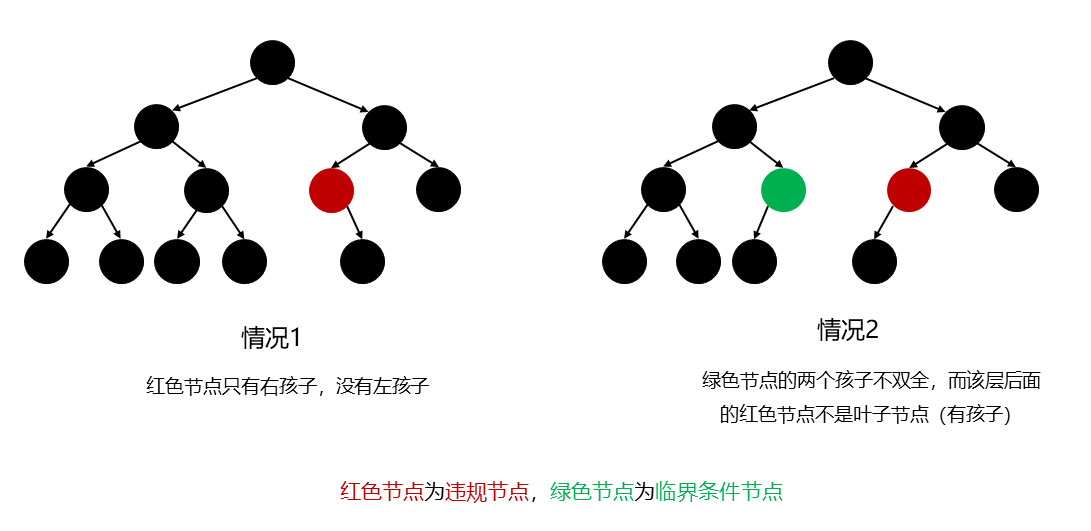 情况1
红色节点只有右孩子，没有左孩子
情况2
绿色节点的两个孩子不双全，而该层后面
的红色节点不是叶子节点（有孩子）
红色节点为违规节点，绿色节点为临界条件节点